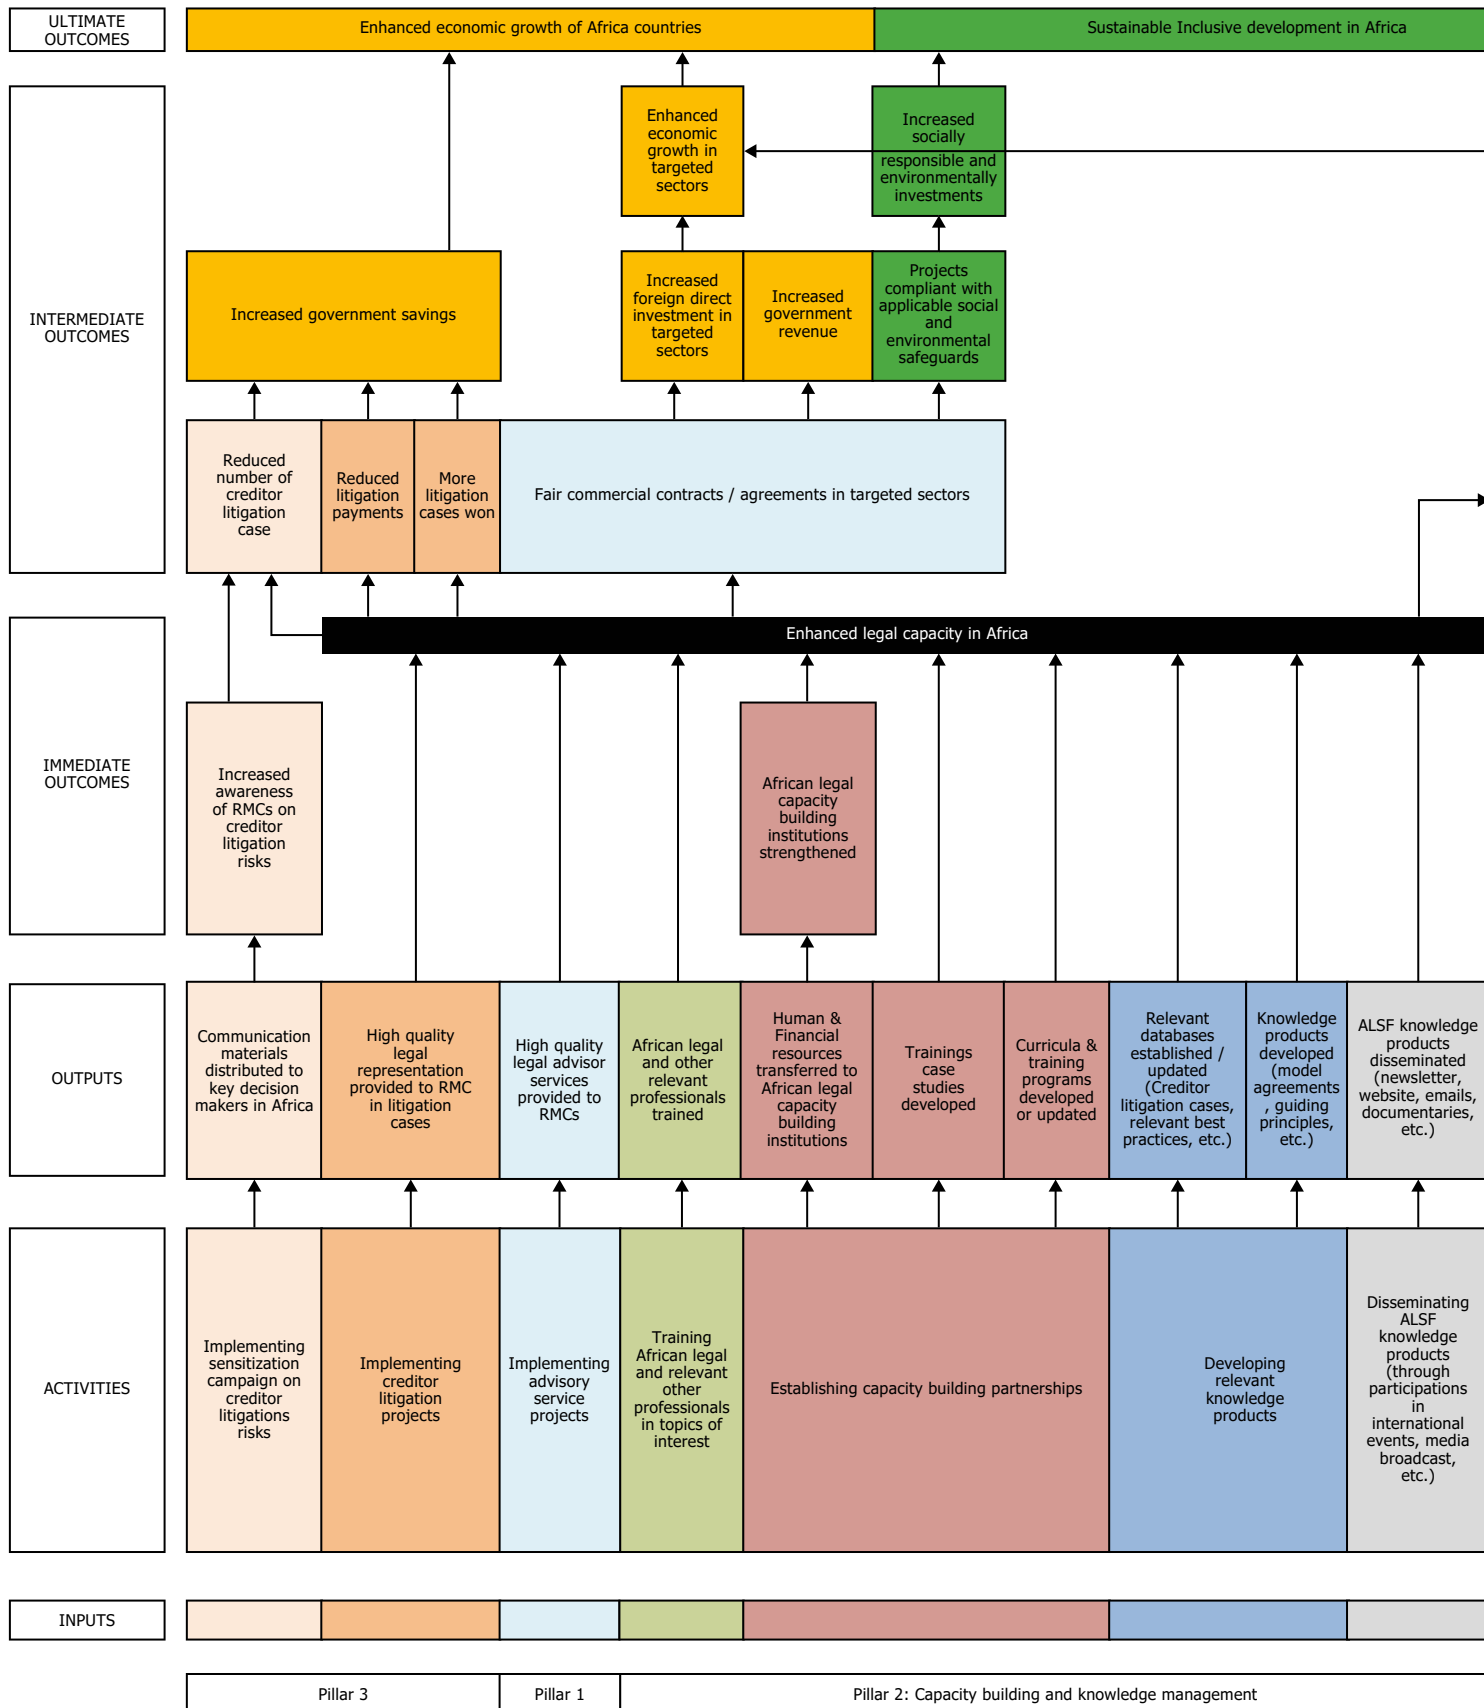 ULTIMATE
OUTCOMES
Enhanced economic growth of Africa countries
Sustainable Inclusive development in Africa
INTERMEDIATE
OUTCOMES
Enhanced
economic
growth in
targeted
sectors
Increased
socially
responsible and
environmentally
investments
Increased government savings
Increased
foreign direct
investment in
targeted
sectors
Increased
government
revenue
Projects
compliant with
applicable social
and
environmental
safeguards
Reduced
number of
creditor
litigation
case
Reduced
litigation
payments
More
litigation
cases won
Fair commercial contracts / agreements in targeted sectors
IMMEDIATE
OUTCOMES
Enhanced legal capacity in Africa
Increased
awareness
of RMCs on
creditor
litigation
risks
African legal
capacity
building
institutions
strengthened
OUTPUTS
Communication
materials
distributed to
key decision
makers in Africa
High quality
legal
representation
provided to RMC
in litigation
cases
High quality
legal advisor
services
provided to
RMCs
African legal
and other
relevant
professionals
trained
Human &
Financial
resources
transferred to
African legal
capacity
building
institutions
Trainings
case
studies
developed
Curricula &
training
programs
developed
or updated
Relevant
databases
established /
updated
(Creditor
litigation cases,
relevant best
practices, etc.)
Knowledge
products
developed
(model
agreements
, guiding
principles,
etc.)
ALSF knowledge
products
disseminated
(newsletter,
website, emails,
documentaries,
etc.)
ACTIVITIES
Implementing
sensitization
campaign on
creditor
litigations
risks
Implementing
creditor
litigation
projects
Implementing
advisory
service
projects
Training
African legal
and relevant
other
professionals
in topics of
interest
Establishing capacity building partnerships
Developing
relevant
knowledge
products
Disseminating
ALSF
knowledge
products
(through
participations
in
international
events, media
broadcast,
etc.)
INPUTS
Pillar 3
Pillar 1
Pillar 2: Capacity building and knowledge management